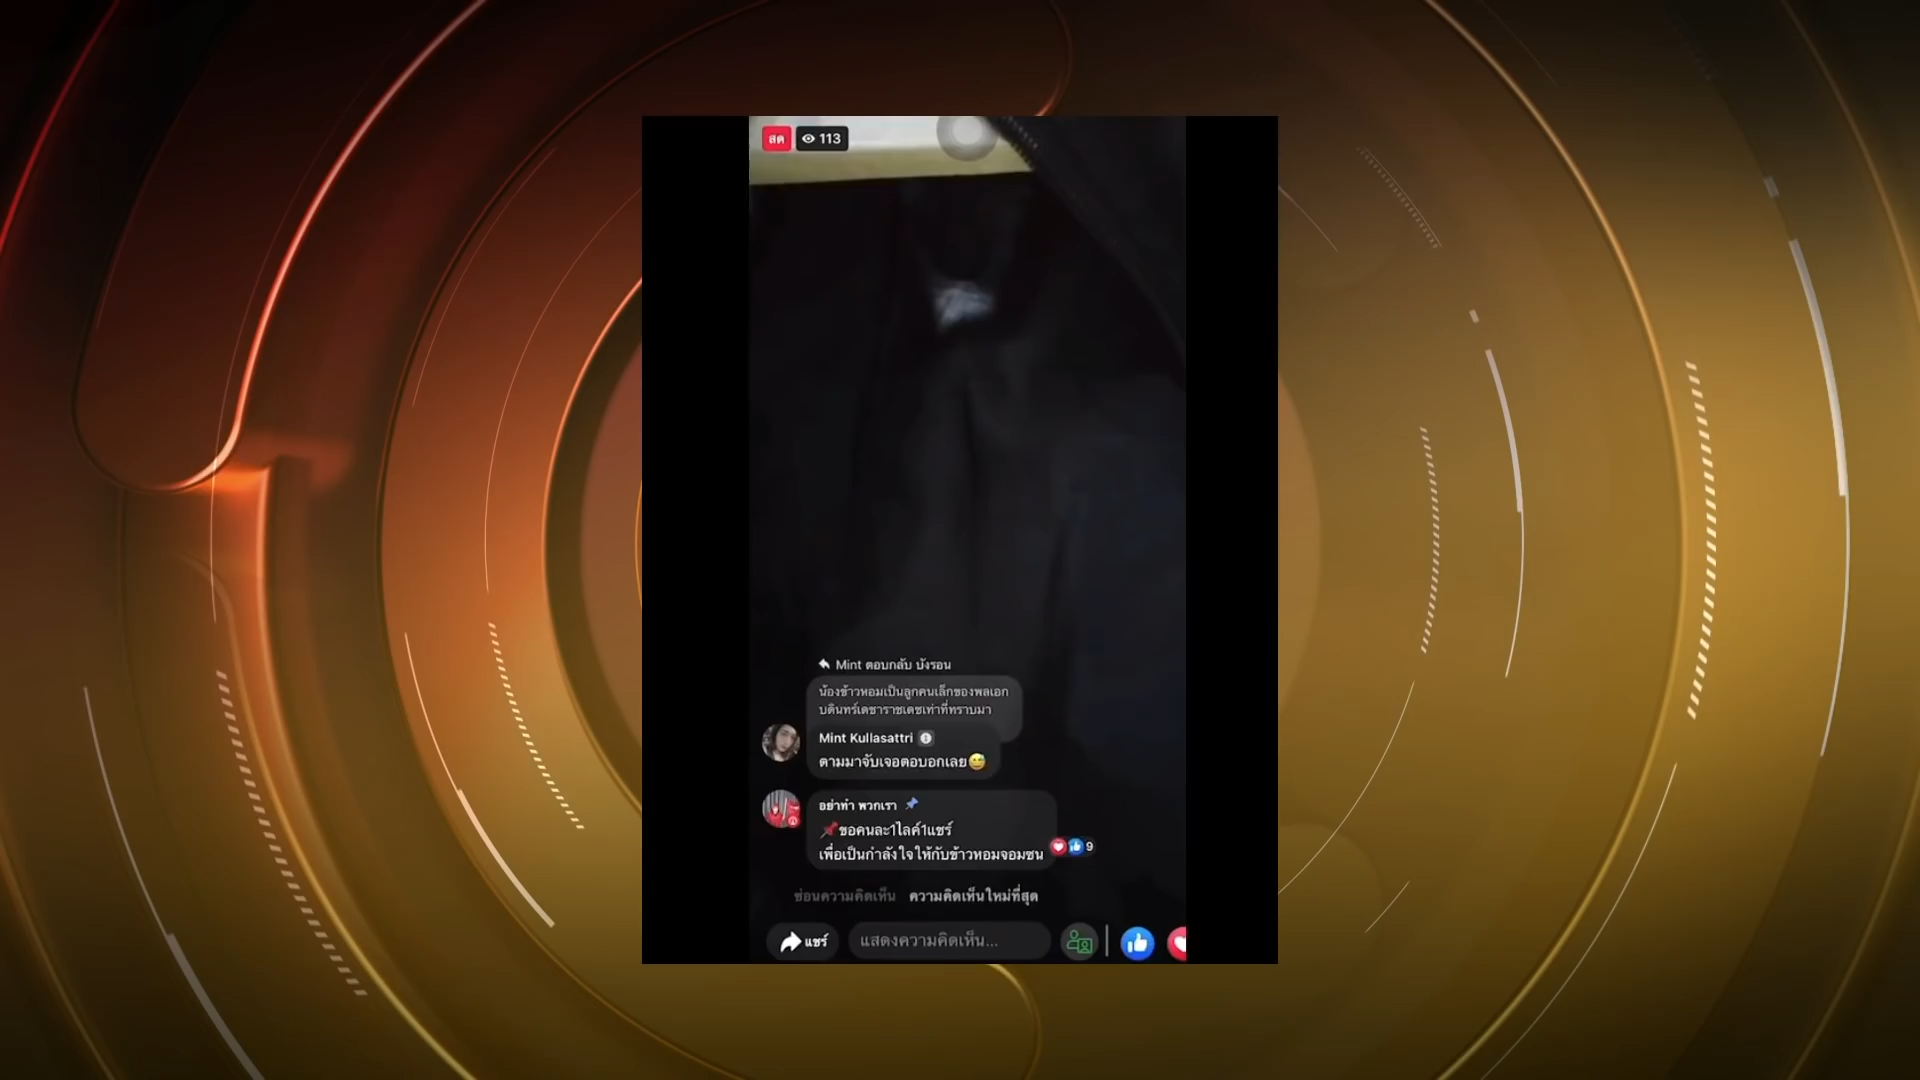 สด 113
Mint ตอบกลับ บังรอน
น้องข้าวหอมเป็นลูกคนเล็กของพลเอก
บดินทร์เดชาราชเดชเท่าที่ทราบมา
Mint Kullasattri
ตามมาจับเจอตอบอกเลย😅
อย่าทำ พวกเรา
📌ขอคนละ1ไลค์1แชร์
เพื่อเป็นกำลังใจให้กับข้าวหอมจอมซน
9
ซ่อนความคิดเห็น ความคิดเห็นใหม่ที่สุด
แชร์ แสดงความคิดเห็น...